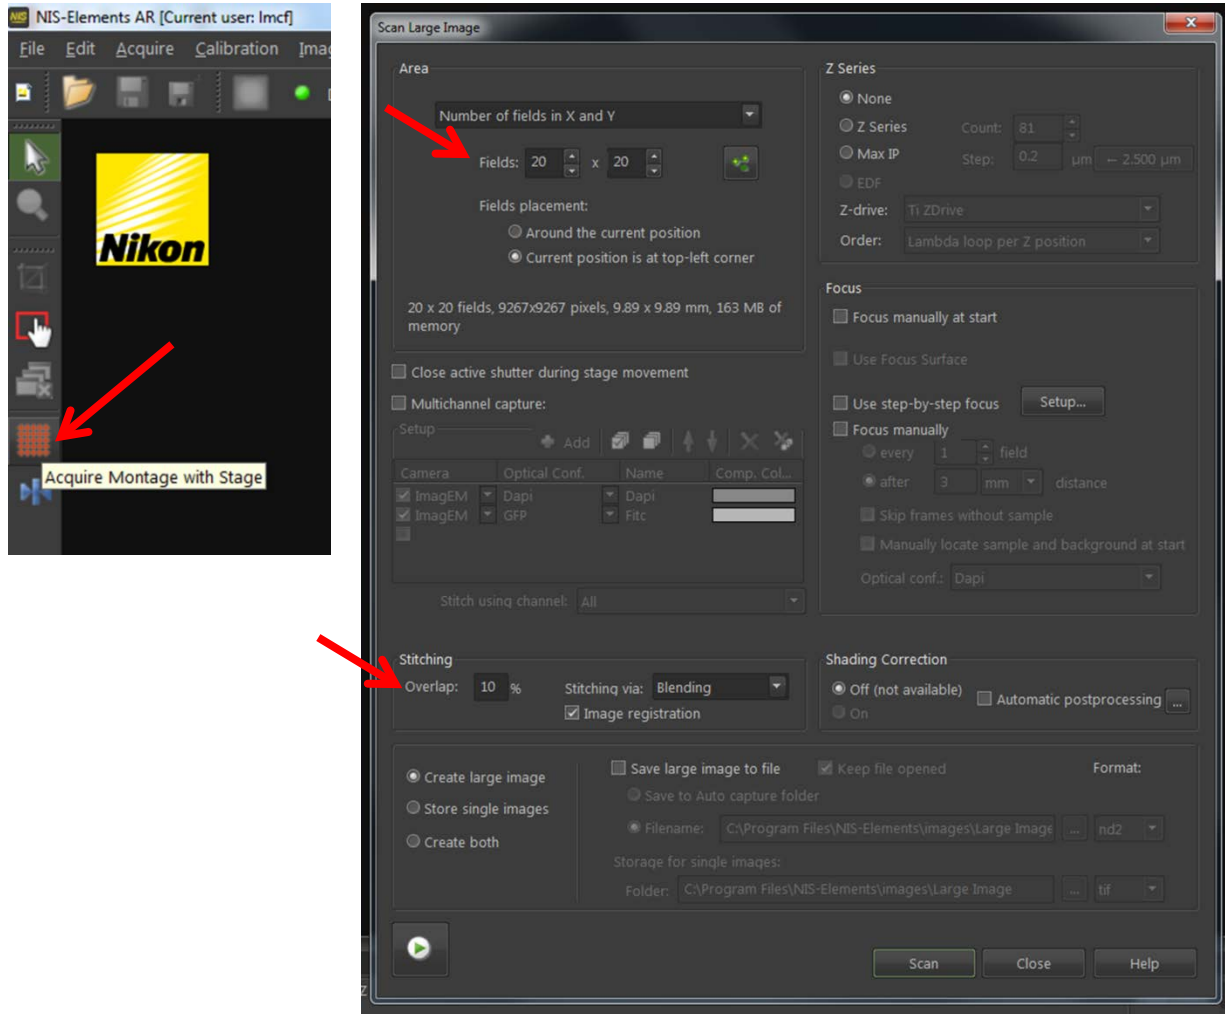 NIS-Elements AR [Current user: lmcf]
File Edit Acquire Calibration
Nikon
Acquire Montage with Stage
Scan Large Image
Area
Number of fields in X and Y
Fields: 20 x 20
Fields placement:
Around the current position
Current position is at top-left corner
20 x 20 fields, 9267x9267 pixels, 9.89 x 9.89 mm, 163 MB of
memory
Close active shutter during stage movement
Multichannel capture:
Setup
Add
Camera Optical Conf. Name Comp. Col...
ImagEM Dapi Dapi
ImagEM GFP Fitc
Stitch using channel: All
Z Series
None
Z Series Count: 81
Max IP Step: 0.2 µm ← 2.500 µm
EDF
Z-drive: Ti ZDrive
Order: Lambda loop per Z position
Focus
Focus manually at start
Use Focus Surface
Use step-by-step focus Setup...
Focus manually
every 1 field
after 3 mm distance
Skip frames without sample
Manually locate sample and background at start
Optical conf.: Dapi
Stitching
Overlap: 10 % Stitching via: Blending
Image registration
Shading Correction
Off (not available) Automatic postprocessing ...
On
Create large image
Store single images
Create both
Save large image to file Keep file opened Format:
Save to Auto capture folder
Filename: C:\Program Files\NIS-Elements\images\Large Image ... nd2
Storage for single images:
Folder: C:\Program Files\NIS-Elements\images\Large Image ... tif
Scan Close Help